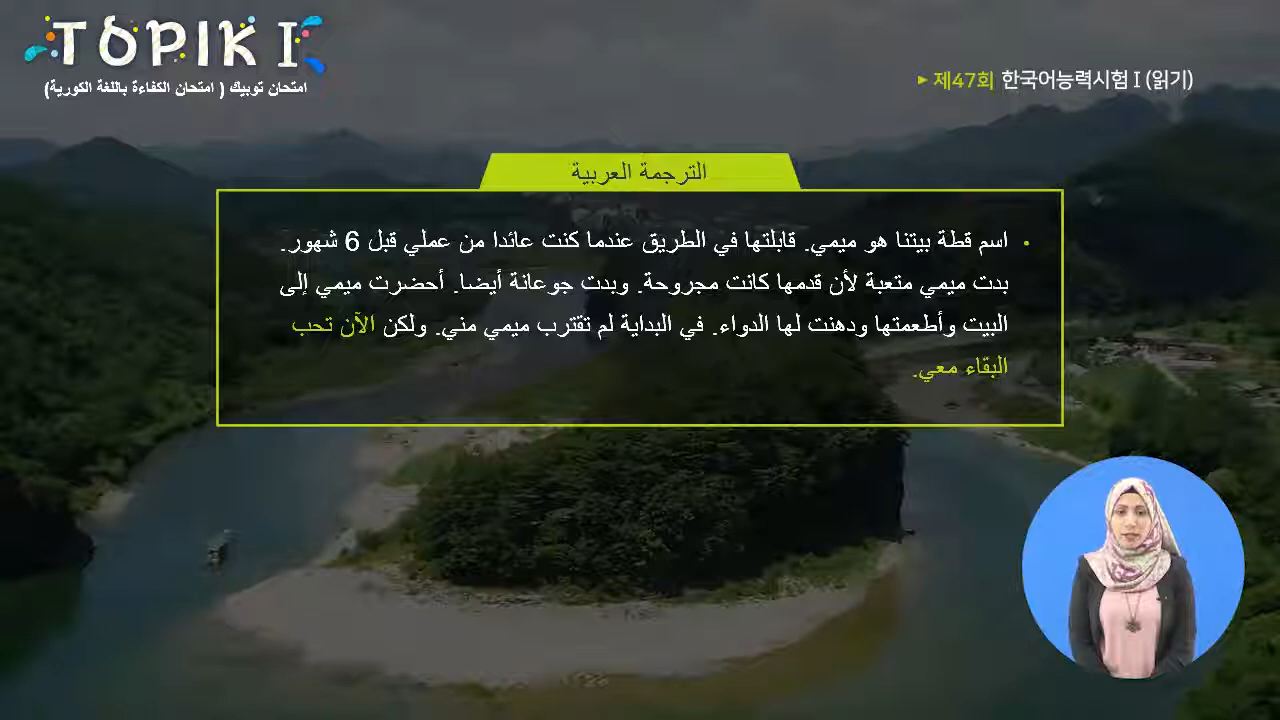 TOPIK I
امتحان توبيك ( امتحان الكفاءة باللغة الكورية)
▶ 제47회 한국어능력시험 I (읽기)
الترجمة العربية
• اسم قطة بيتنا هو ميمي. قابلتها في الطريق عندما كنت عائدا من عملي قبل 6 شهور.
بدت ميمي متعبة لأن قدمها كانت مجروحة. وبدت جوعانة أيضا. أحضرت ميمي إلى
البيت وأطعمتها ودهنت لها الدواء. في البداية لم تقترب ميمي مني. ولكن الآن تحب
البقاء معي.